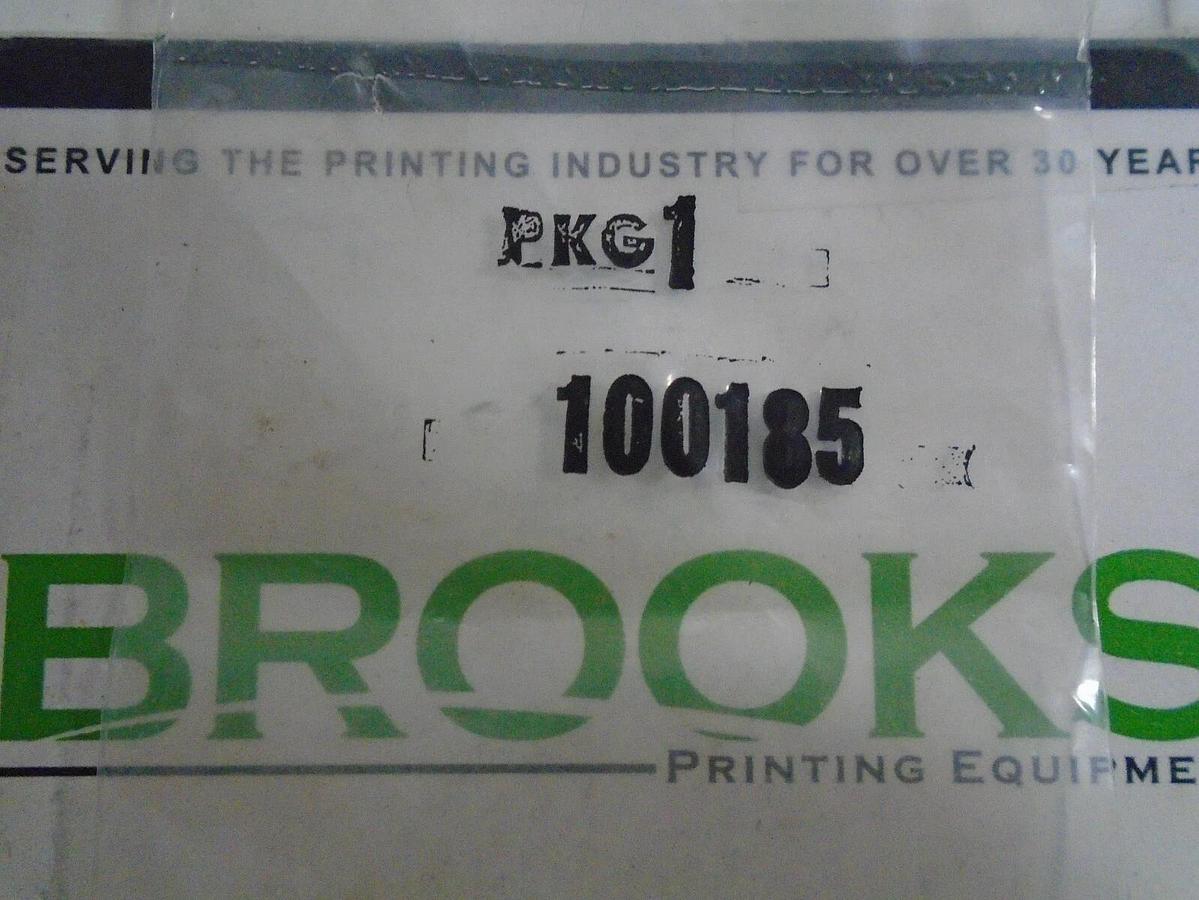 SERVING THE PRINTING INDUSTRY FOR OVER 30 YEAR
PKG1
100185
BROOKS
PRINTING EQUIPME